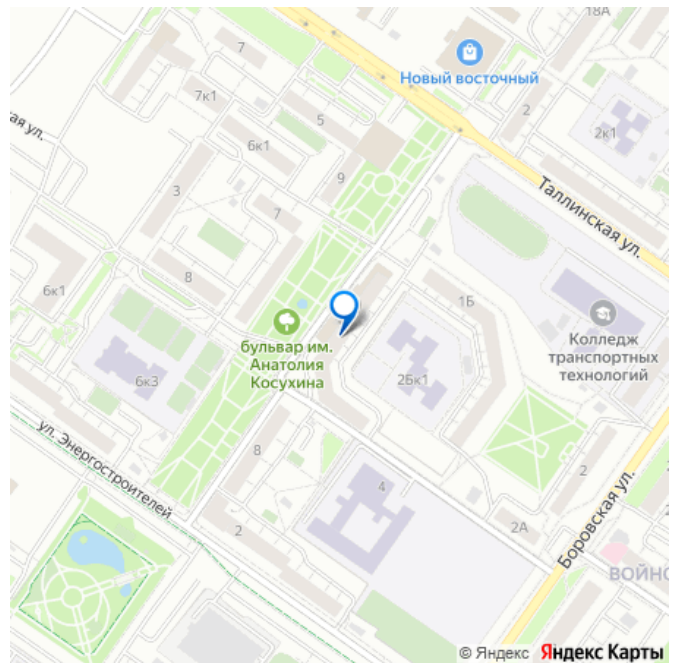 18А
7
Новый восточный
7к1
5
2
2к1
ая ул.
6к1
9
3
Таллинская ул.
7
8
6к1
1Б
бульвар им.
Анатолия
Косухина
Колледж
транспортных
технологий
6к3
2Бк1
ул. Энергостроителей
8
4
2
2А
Боровская ул.
2
2
ВОЙНО
© Яндекс Яндекс Карты